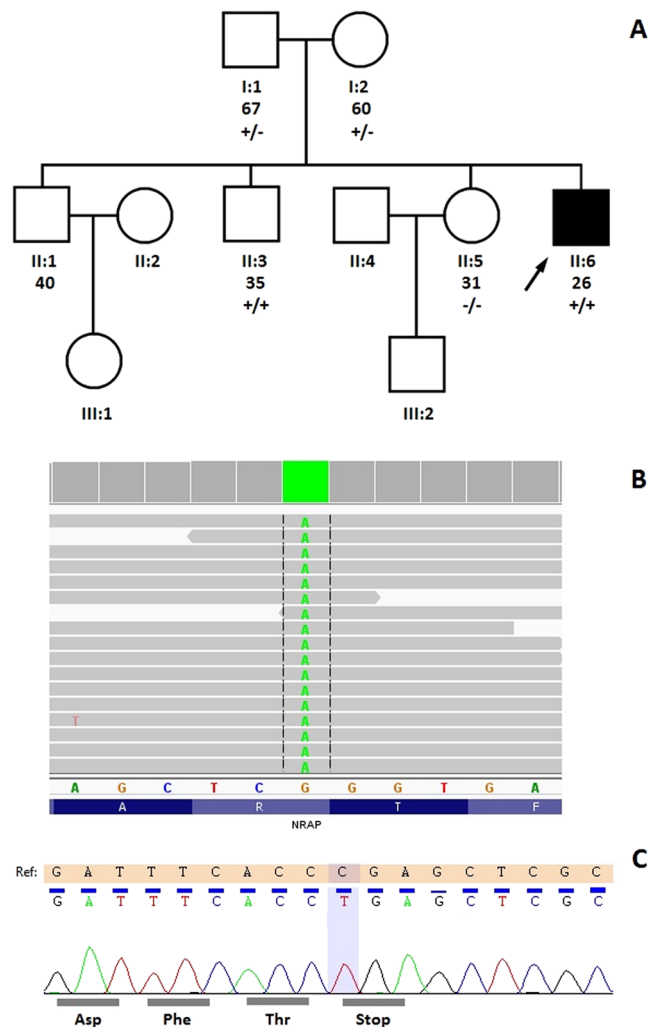 A
I:1 I:2
67 60
+/- +/-
II:1 II:2 II:3 II:4 II:5 II:6
40 35 31 26
+/+ -/- +/+
III:1 III:2
B
A
A
A
A
A
A
A
A
A
A
A
A
A
T A
A
A
A
A G C T C G G G T G A
A R T F
NRAP
C
Ref: G A T T T C A C C C G A G C T C G C
G A T T T C A C C T G A G C T C G C
Asp Phe Thr Stop